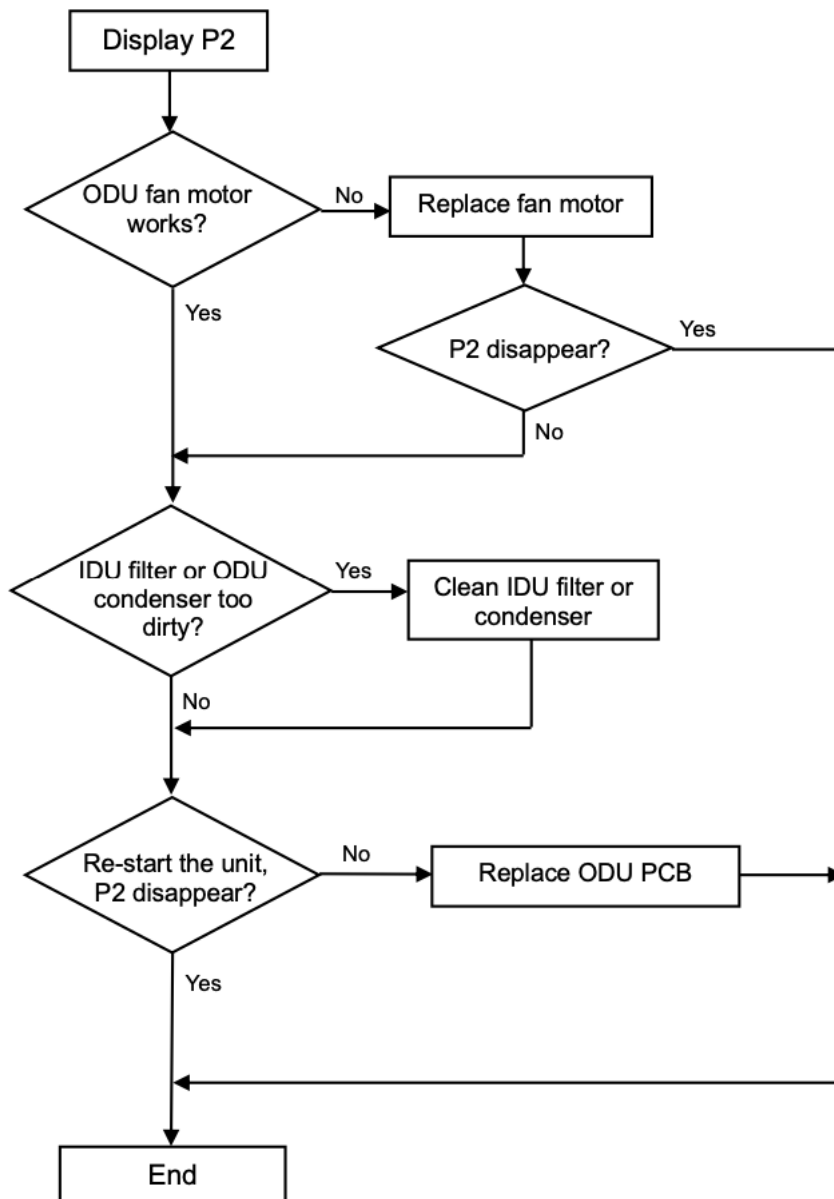 Display P2
ODU fan motor
works?
No
Replace fan motor
Yes
P2 disappear?
Yes
No
IDU filter or ODU
condenser too
dirty?
Yes
Clean IDU filter or
condenser
No
Re-start the unit,
P2 disappear?
No
Replace ODU PCB
Yes
End